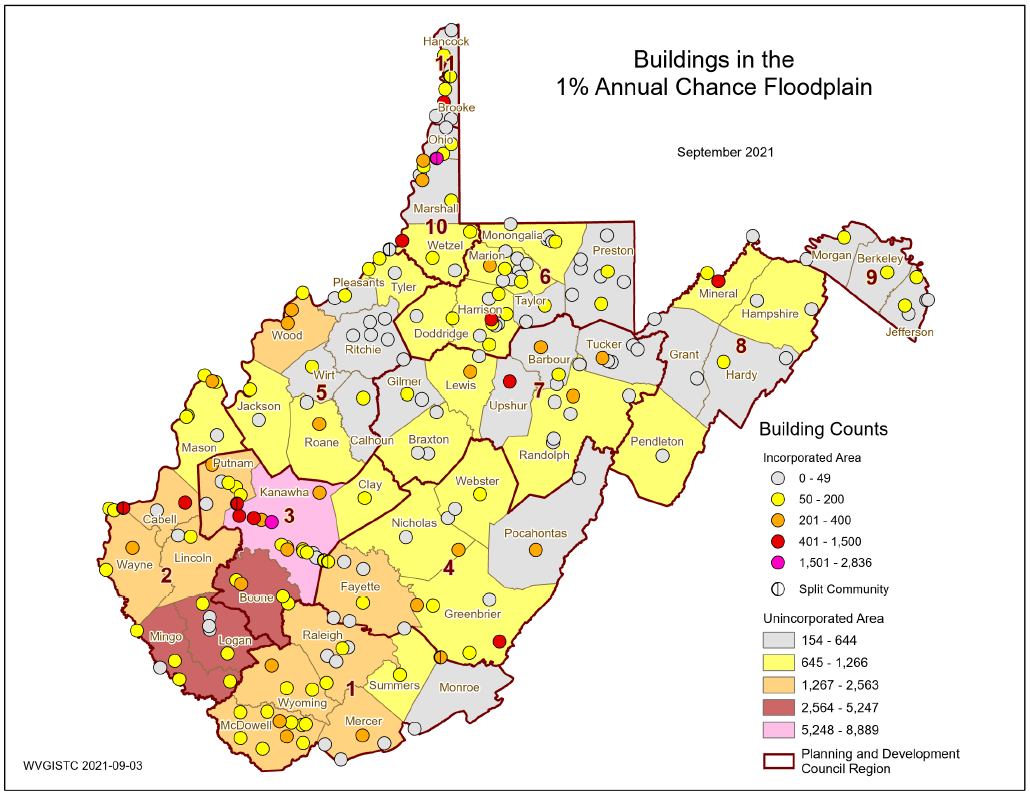 Buildings in the
1% Annual Chance Floodplain
September 2021
Hancock
11
Brooke
Ohio
Marshall
10
Wetzel
Monongalia
Marion
6
Preston
Pleasants
Tyler
Harrison
Taylor
Doddridge
Wood
Ritchie
Morgan
Berkeley
9
Jefferson
Mineral
Hampshire
8
Grant
Hardy
Barbour
Tucker
7
Upshur
Randolph
Pendleton
Wirt
5
Gilmer
Lewis
Jackson
Roane
Calhoun
Braxton
Mason
Putnam
Kanawha
3
Clay
Webster
Nicholas
Pocahontas
4
Cabell
Wayne
Lincoln
2
Boone
Fayette
Greenbrier
Mingo
Logan
Raleigh
1
Summers
Monroe
Wyoming
McDowell
Mercer
Building Counts
Incorporated Area
0 - 49
50 - 200
201 - 400
401 - 1,500
1,501 - 2,836
Split Community
Unincorporated Area
154 - 644
645 - 1,266
1,267 - 2,563
2,564 - 5,247
5,248 - 8,889
Planning and Development
Council Region
WVGISTC 2021-09-03